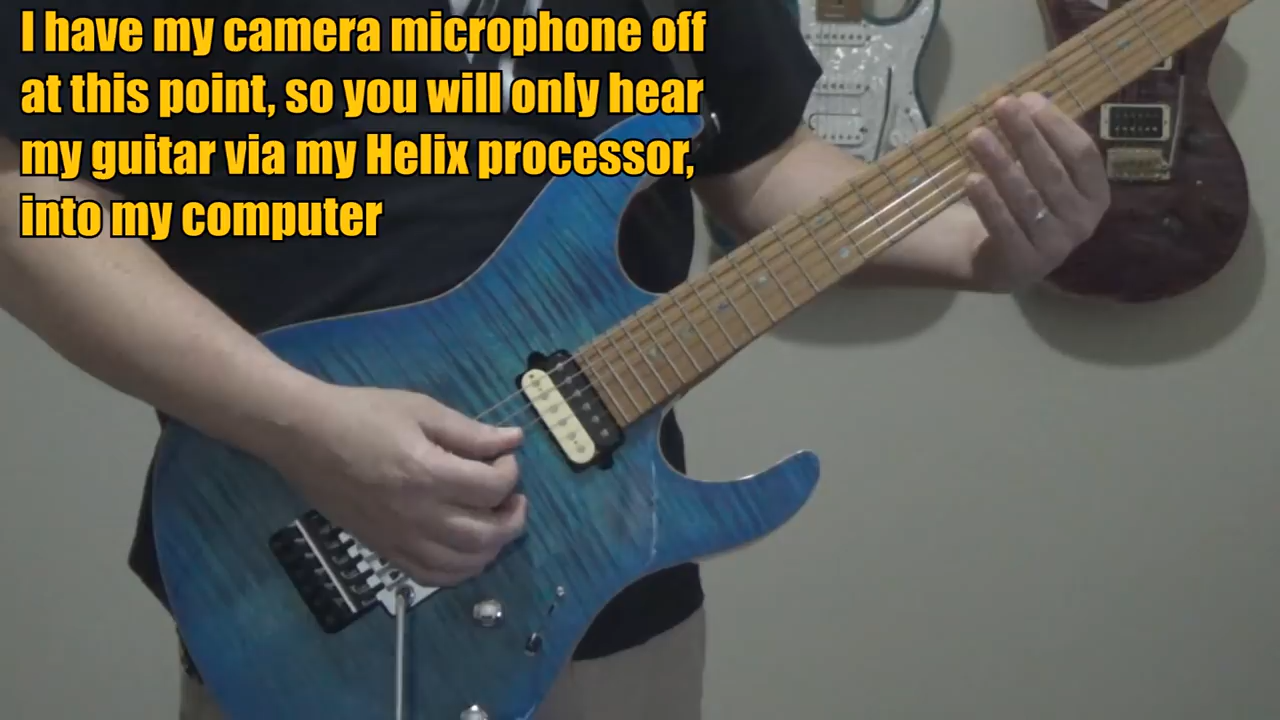 I have my camera microphone off
at this point, so you will only hear
my guitar via my Helix processor,
into my computer